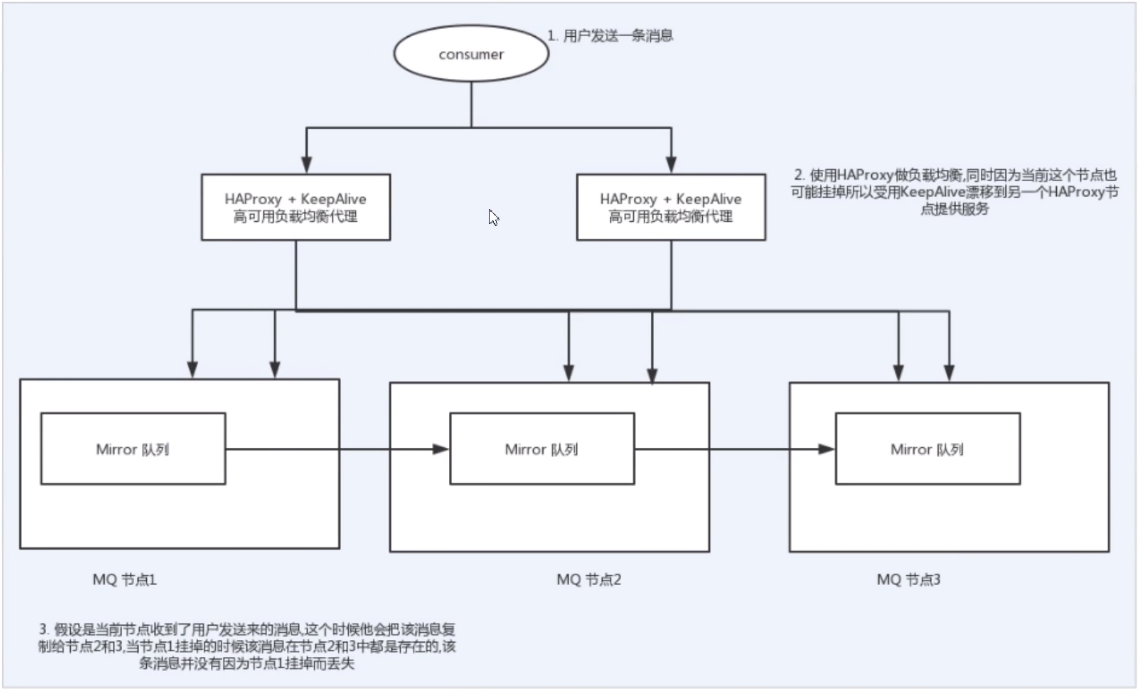 1. 用户发送一条消息
consumer
2. 使用HAProxy做负载均衡,同时因为当前这个节点也
可能挂掉所以受用KeepAlive漂移到另一个HAProxy节
点提供服务
HAProxy + KeepAlive
高可用负载均衡代理
HAProxy + KeepAlive
高可用负载均衡代理
Mirror 队列
Mirror 队列
Mirror 队列
MQ 节点1
MQ 节点2
MQ 节点3
3. 假设是当前节点收到了用户发送来的消息,这个时候他会把该消息复
制给节点2和3,当节点1挂掉的时候该消息在节点2和3中都是存在的,该
条消息并没有因为节点1挂掉而丢失